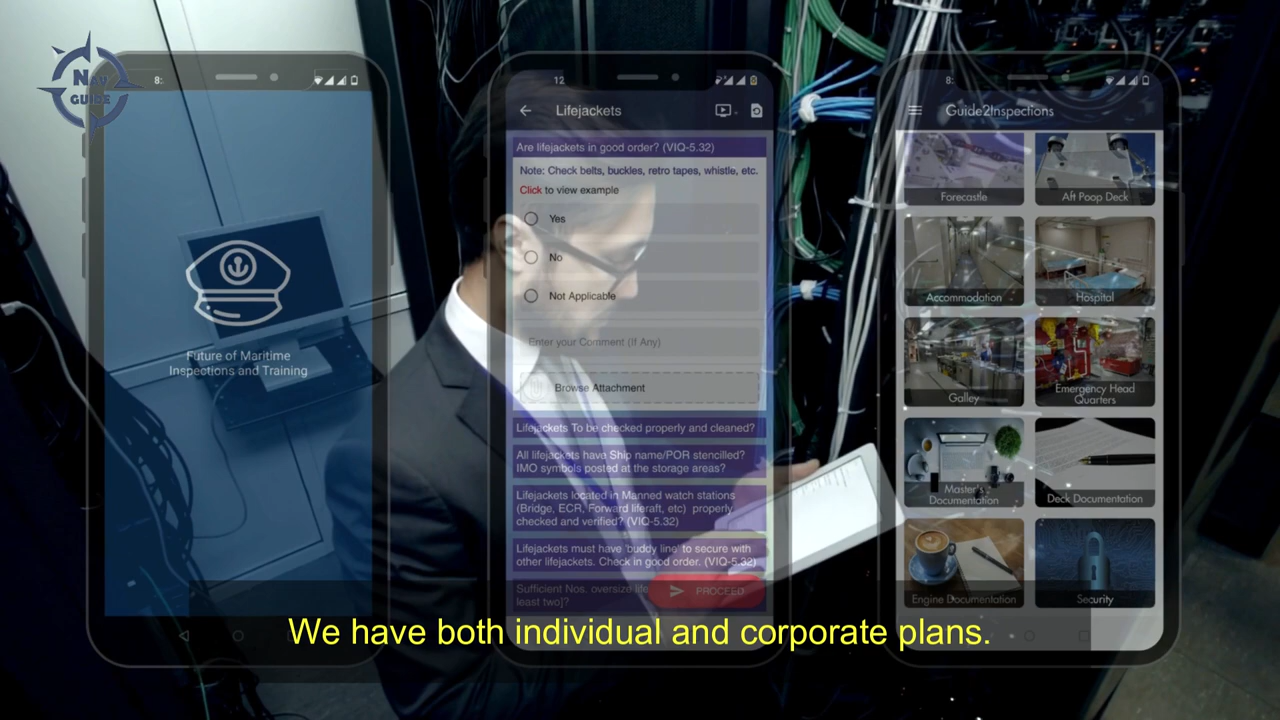 NAV
GUIDE
8:
Future of Maritime
Inspections and Training
12
Lifejackets
Are lifejackets in good order? (VIQ-5.32)
Note: Check belts, buckles, retro tapes, whistle, etc.
Click to view example
Yes
No
Not Applicable
Enter your Comment (If Any)
Browse Attachment
Lifejackets To be checked properly and cleaned?
All lifejackets have Ship name/POR stencilled?
IMO symbols posted at the storage areas?
Lifejackets located in Manned watch stations
(Bridge, ECR, Forward liferaft, etc) properly
checked and verified? (VIQ-5.32)
Lifejackets must have 'buddy line' to secure with
other lifejackets. Check in good order. (VIQ-5.32)
Sufficient Nos. oversize life
least two]?
PROCEED
8:
Guide2Inspections
Forecastle
Aft Poop Deck
Accommodation
Hospital
Galley
Emergency Head
Quarters
Master's
Documentation
Deck Documentation
Engine Documentation
Security
We have both individual and corporate plans.